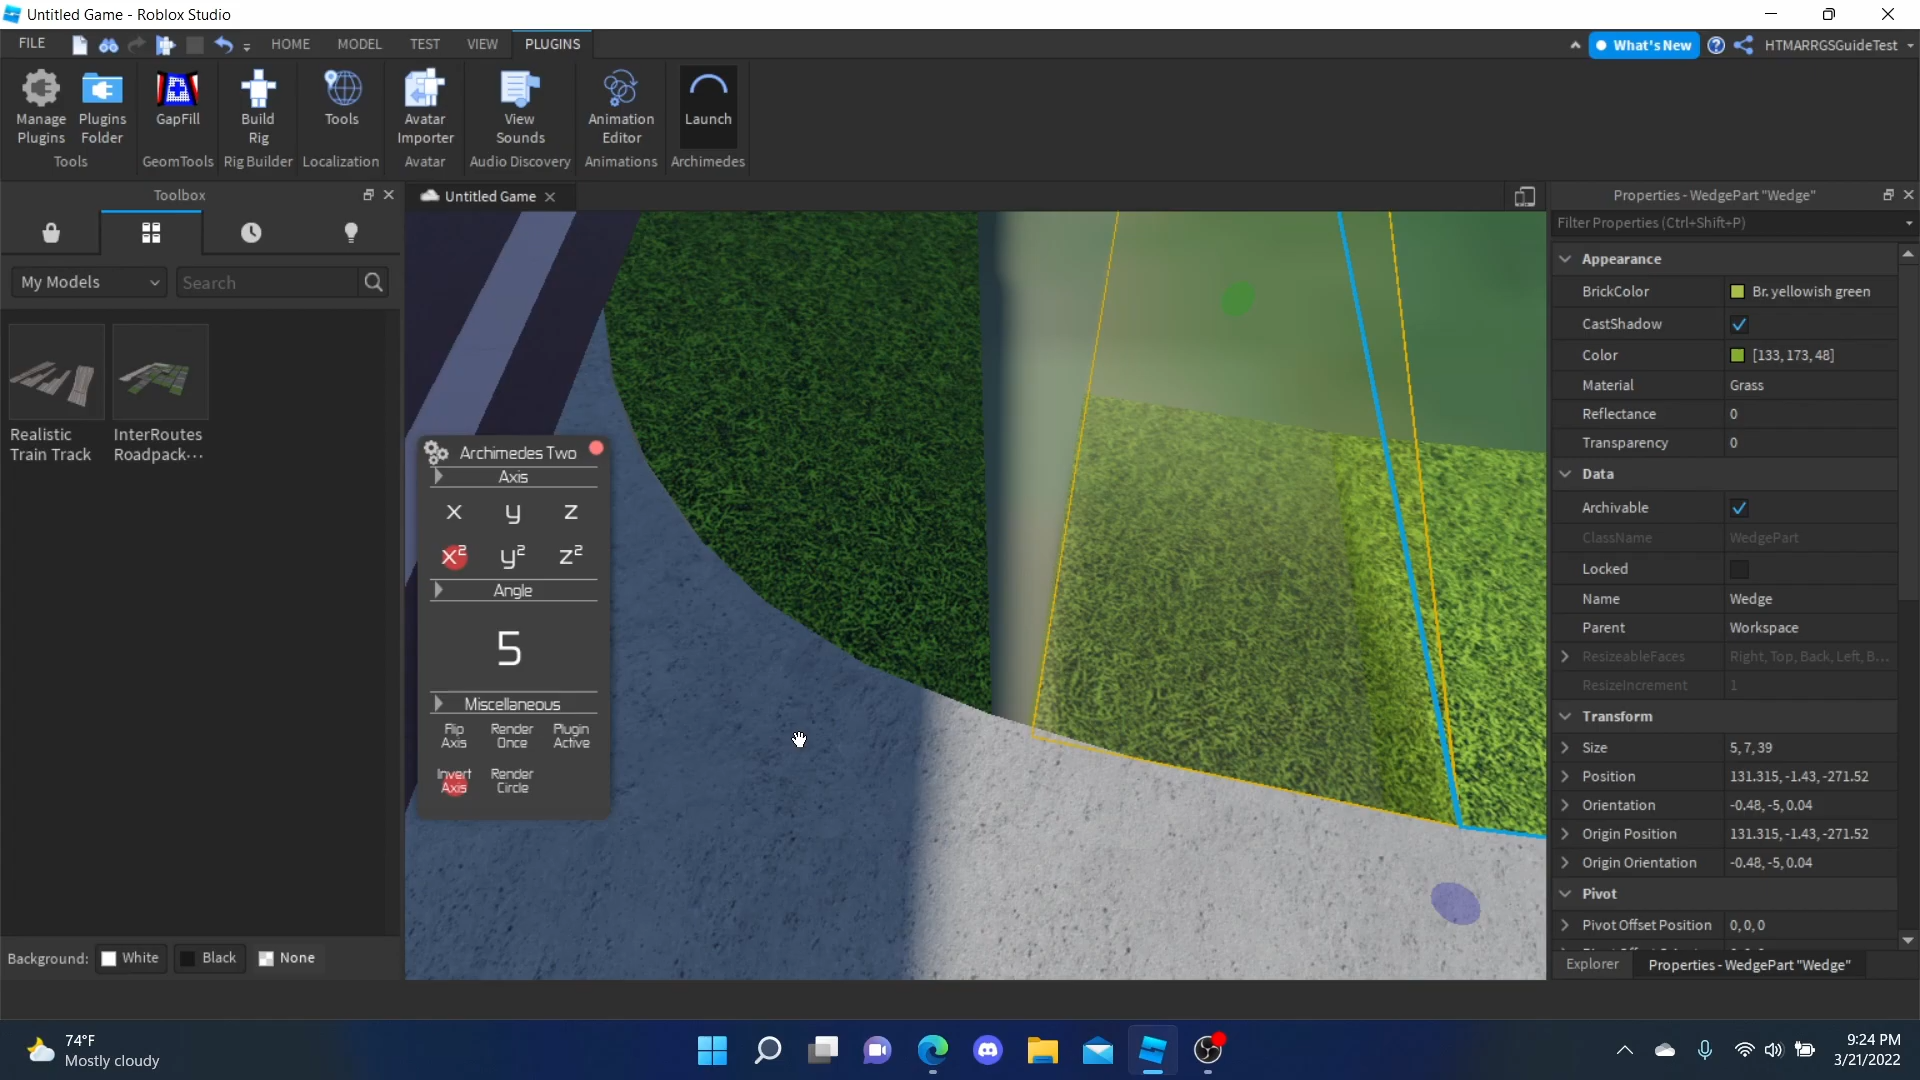 Untitled Game - Roblox Studio
FILE HOME MODEL TEST VIEW PLUGINS What's New HTMARRGSGuideTest
Manage Plugins
Plugins Folder
GapFill
Build Rig
Tools
Avatar Importer
View Sounds
Animation Editor
Launch
Tools GeomTools Rig Builder Localization Avatar Audio Discovery Animations Archimedes
Toolbox
Untitled Game
Properties - WedgePart "Wedge"
Filter Properties (Ctrl+Shift+P)
My Models
Search
Realistic
Train Track
InterRoutes
Roadpack...
Background: White Black None
Archimedes Two
Axis
x y z
x² y² z²
Angle
5
Miscellaneous
Flip Axis
Render Once
Plugin Active
Invert Axis
Render Circle
Appearance
BrickColor Br. yellowish green
CastShadow
Color [133, 173, 48]
Material Grass
Reflectance 0
Transparency 0
Data
Archivable
ClassName WedgePart
Locked
Name Wedge
Parent Workspace
ResizeableFaces Right, Top, Back, Left, B...
ResizeIncrement 1
Transform
Size 5, 7, 39
Position 131.315, -1.43, -271.52
Orientation -0.48, -5, 0.04
Origin Position 131.315, -1.43, -271.52
Origin Orientation -0.48, -5, 0.04
Pivot
Pivot Offset Position 0, 0, 0
Explorer Properties - WedgePart "Wedge"
74°F
Mostly cloudy
9:24 PM
3/21/2022